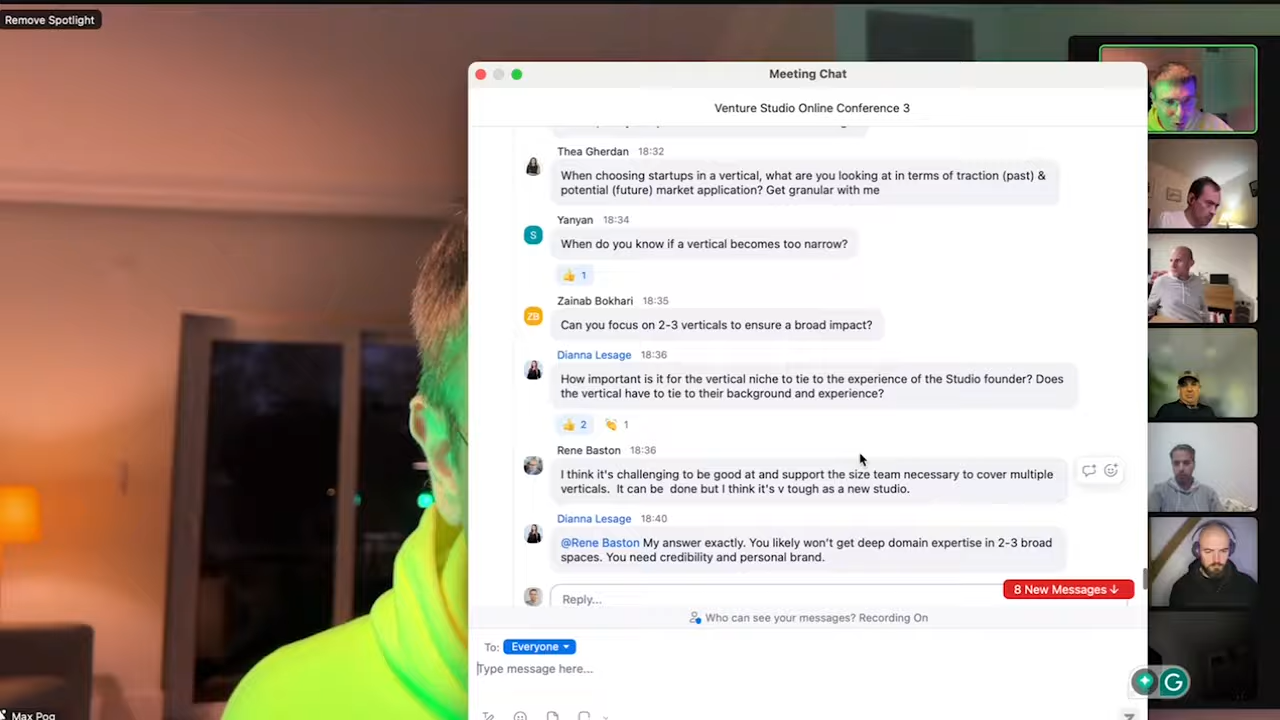 Remove Spotlight
Meeting Chat
Venture Studio Online Conference 3
Thea Gherdan 18:32
When choosing startups in a vertical, what are you looking at in terms of traction (past) &
potential (future) market application? Get granular with me
Yanyan 18:34
S
When do you know if a vertical becomes too narrow?
👍 1
Zainab Bokhari 18:35
ZB
Can you focus on 2-3 verticals to ensure a broad impact?
Dianna Lesage 18:36
How important is it for the vertical niche to tie to the experience of the Studio founder? Does
the vertical have to tie to their background and experience?
👍 2 👏 1
Rene Baston 18:36
I think it's challenging to be good at and support the size team necessary to cover multiple
verticals. It can be done but I think it's v tough as a new studio.
Dianna Lesage 18:40
@Rene Baston My answer exactly. You likely won't get deep domain expertise in 2-3 broad
spaces. You need credibility and personal brand.
Reply...
8 New Messages ↓
Who can see your messages? Recording On
To: Everyone
Type message here...
G
Max Pog